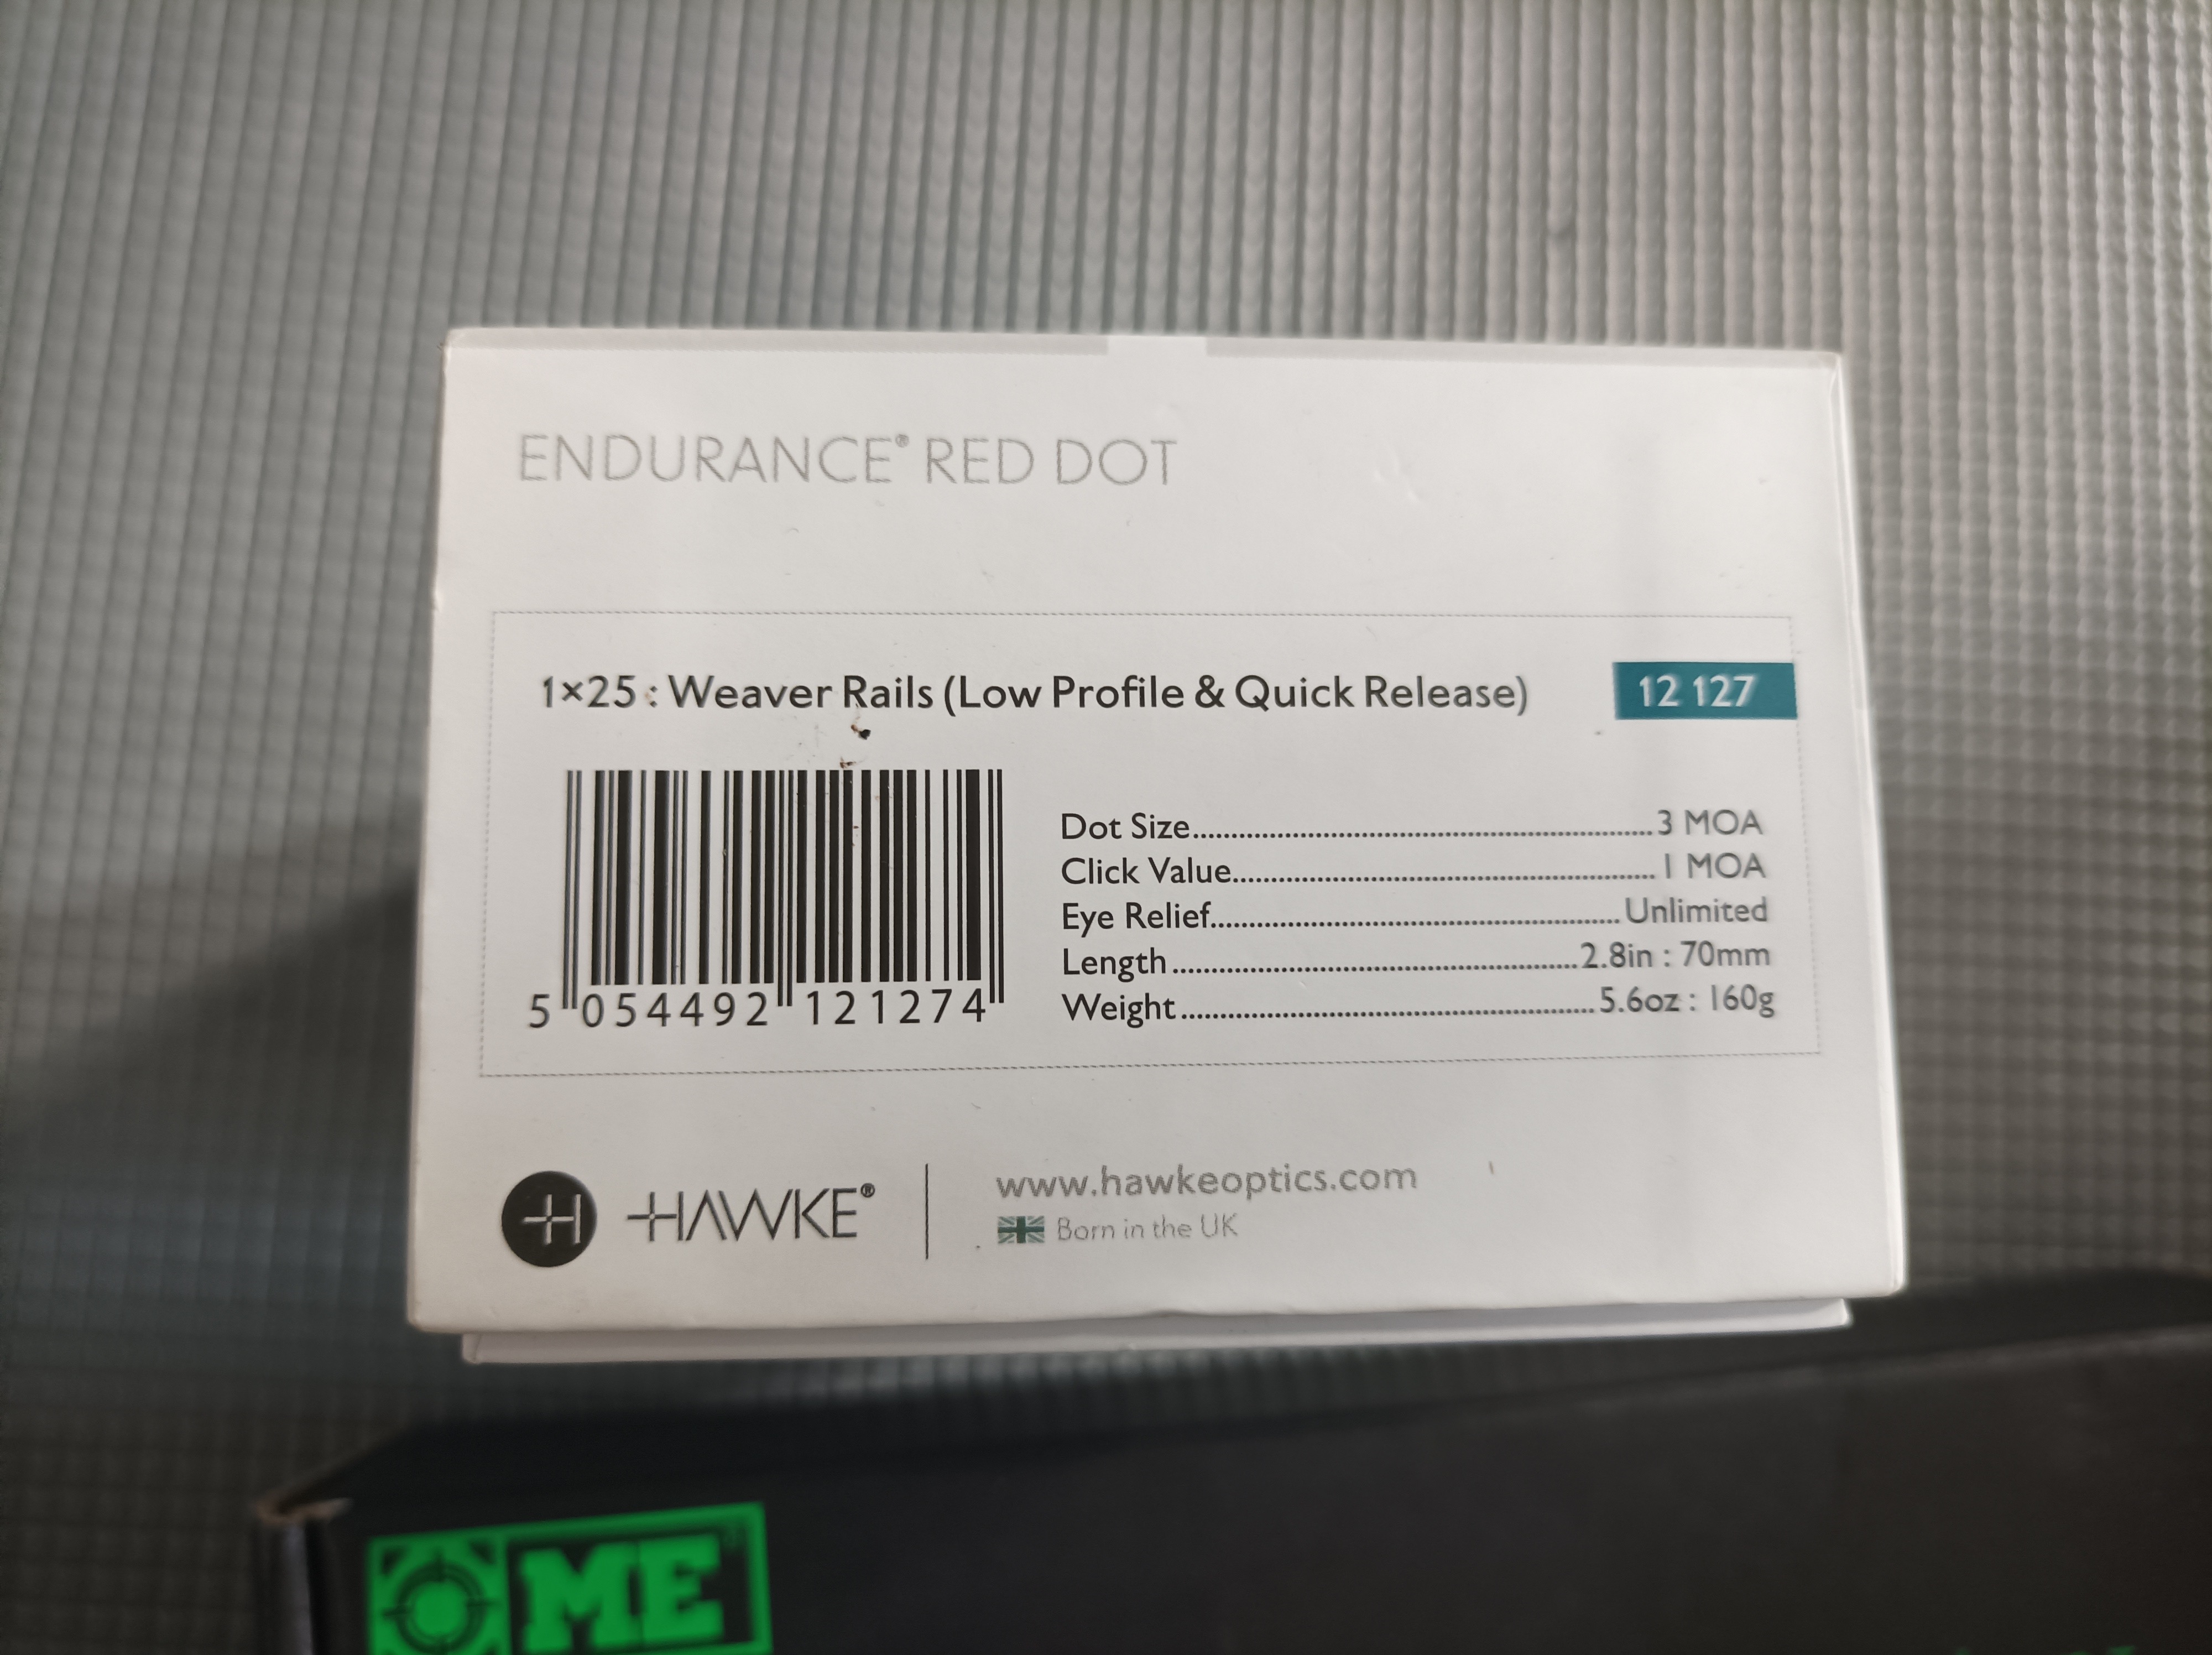 ENDURANCE® RED DOT
1×25 : Weaver Rails (Low Profile & Quick Release)
12 127
Dot Size 3 MOA
Click Value 1 MOA
Eye Relief Unlimited
Length 2.8in : 70mm
Weight 5.6oz : 160g
5 054492 121274
H HAWKE®
www.hawkeoptics.com
Born in the UK
ME